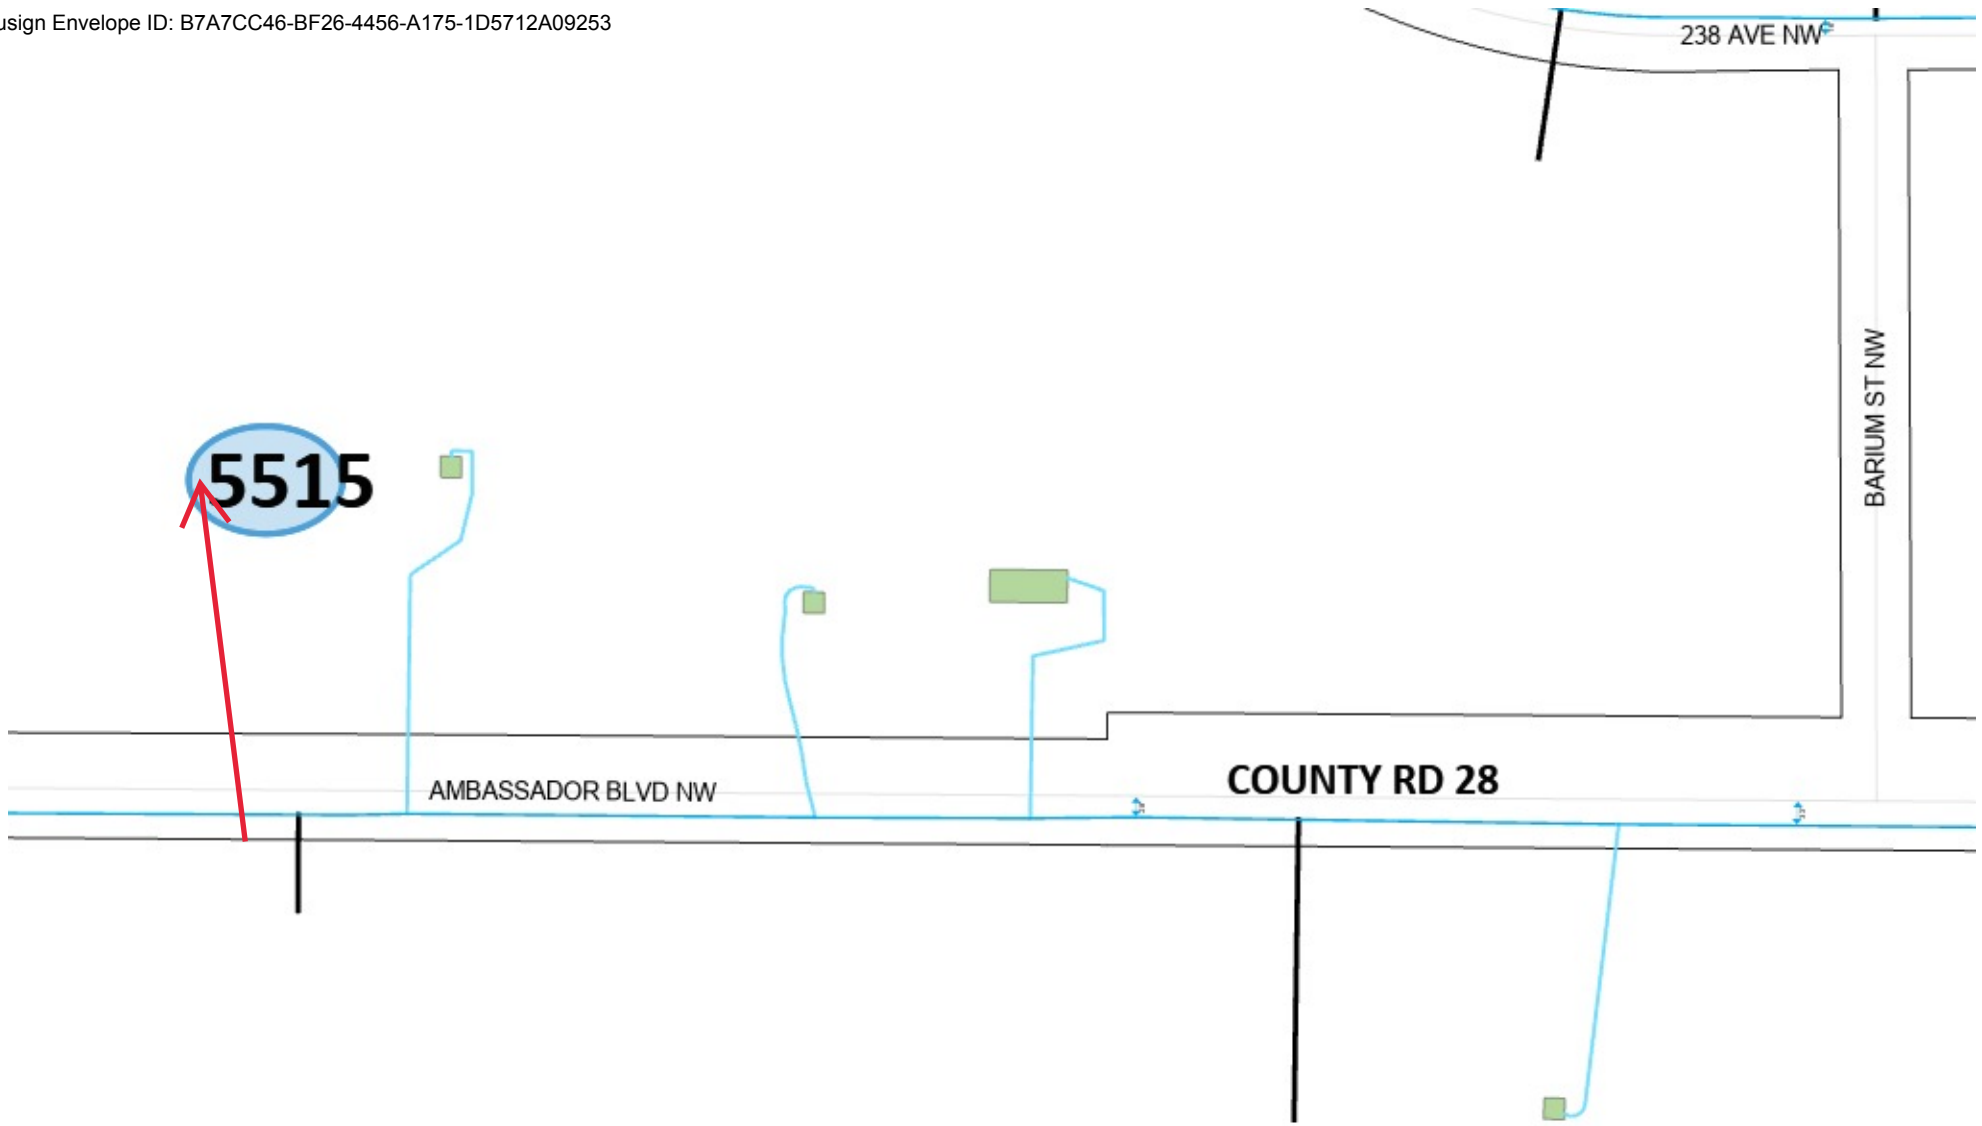 usign Envelope ID: B7A7CC46-BF26-4456-A175-1D5712A09253
238 AVE NW
BARIUM ST NW
5515
AMBASSADOR BLVD NW
COUNTY RD 28